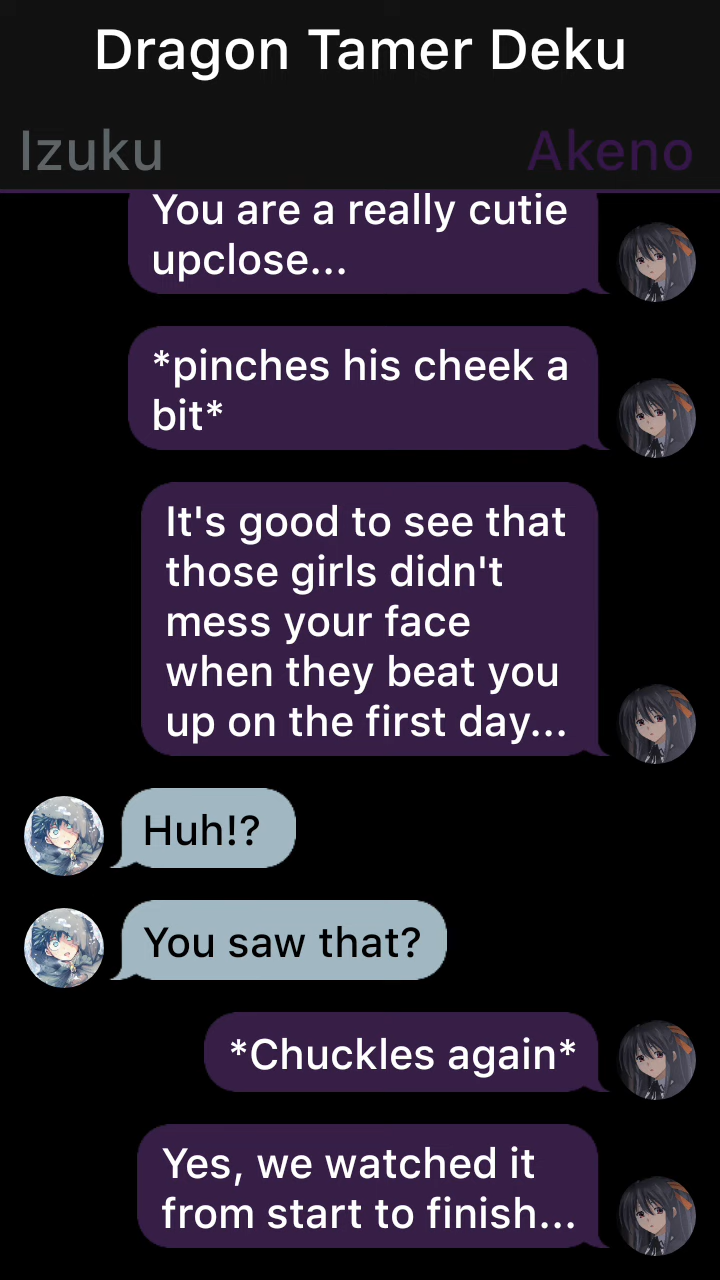 Dragon Tamer Deku
Izuku
Akeno
You are a really cutie
upclose...
*pinches his cheek a
bit*
It's good to see that
those girls didn't
mess your face
when they beat you
up on the first day...
Huh!?
You saw that?
*Chuckles again*
Yes, we watched it
from start to finish...